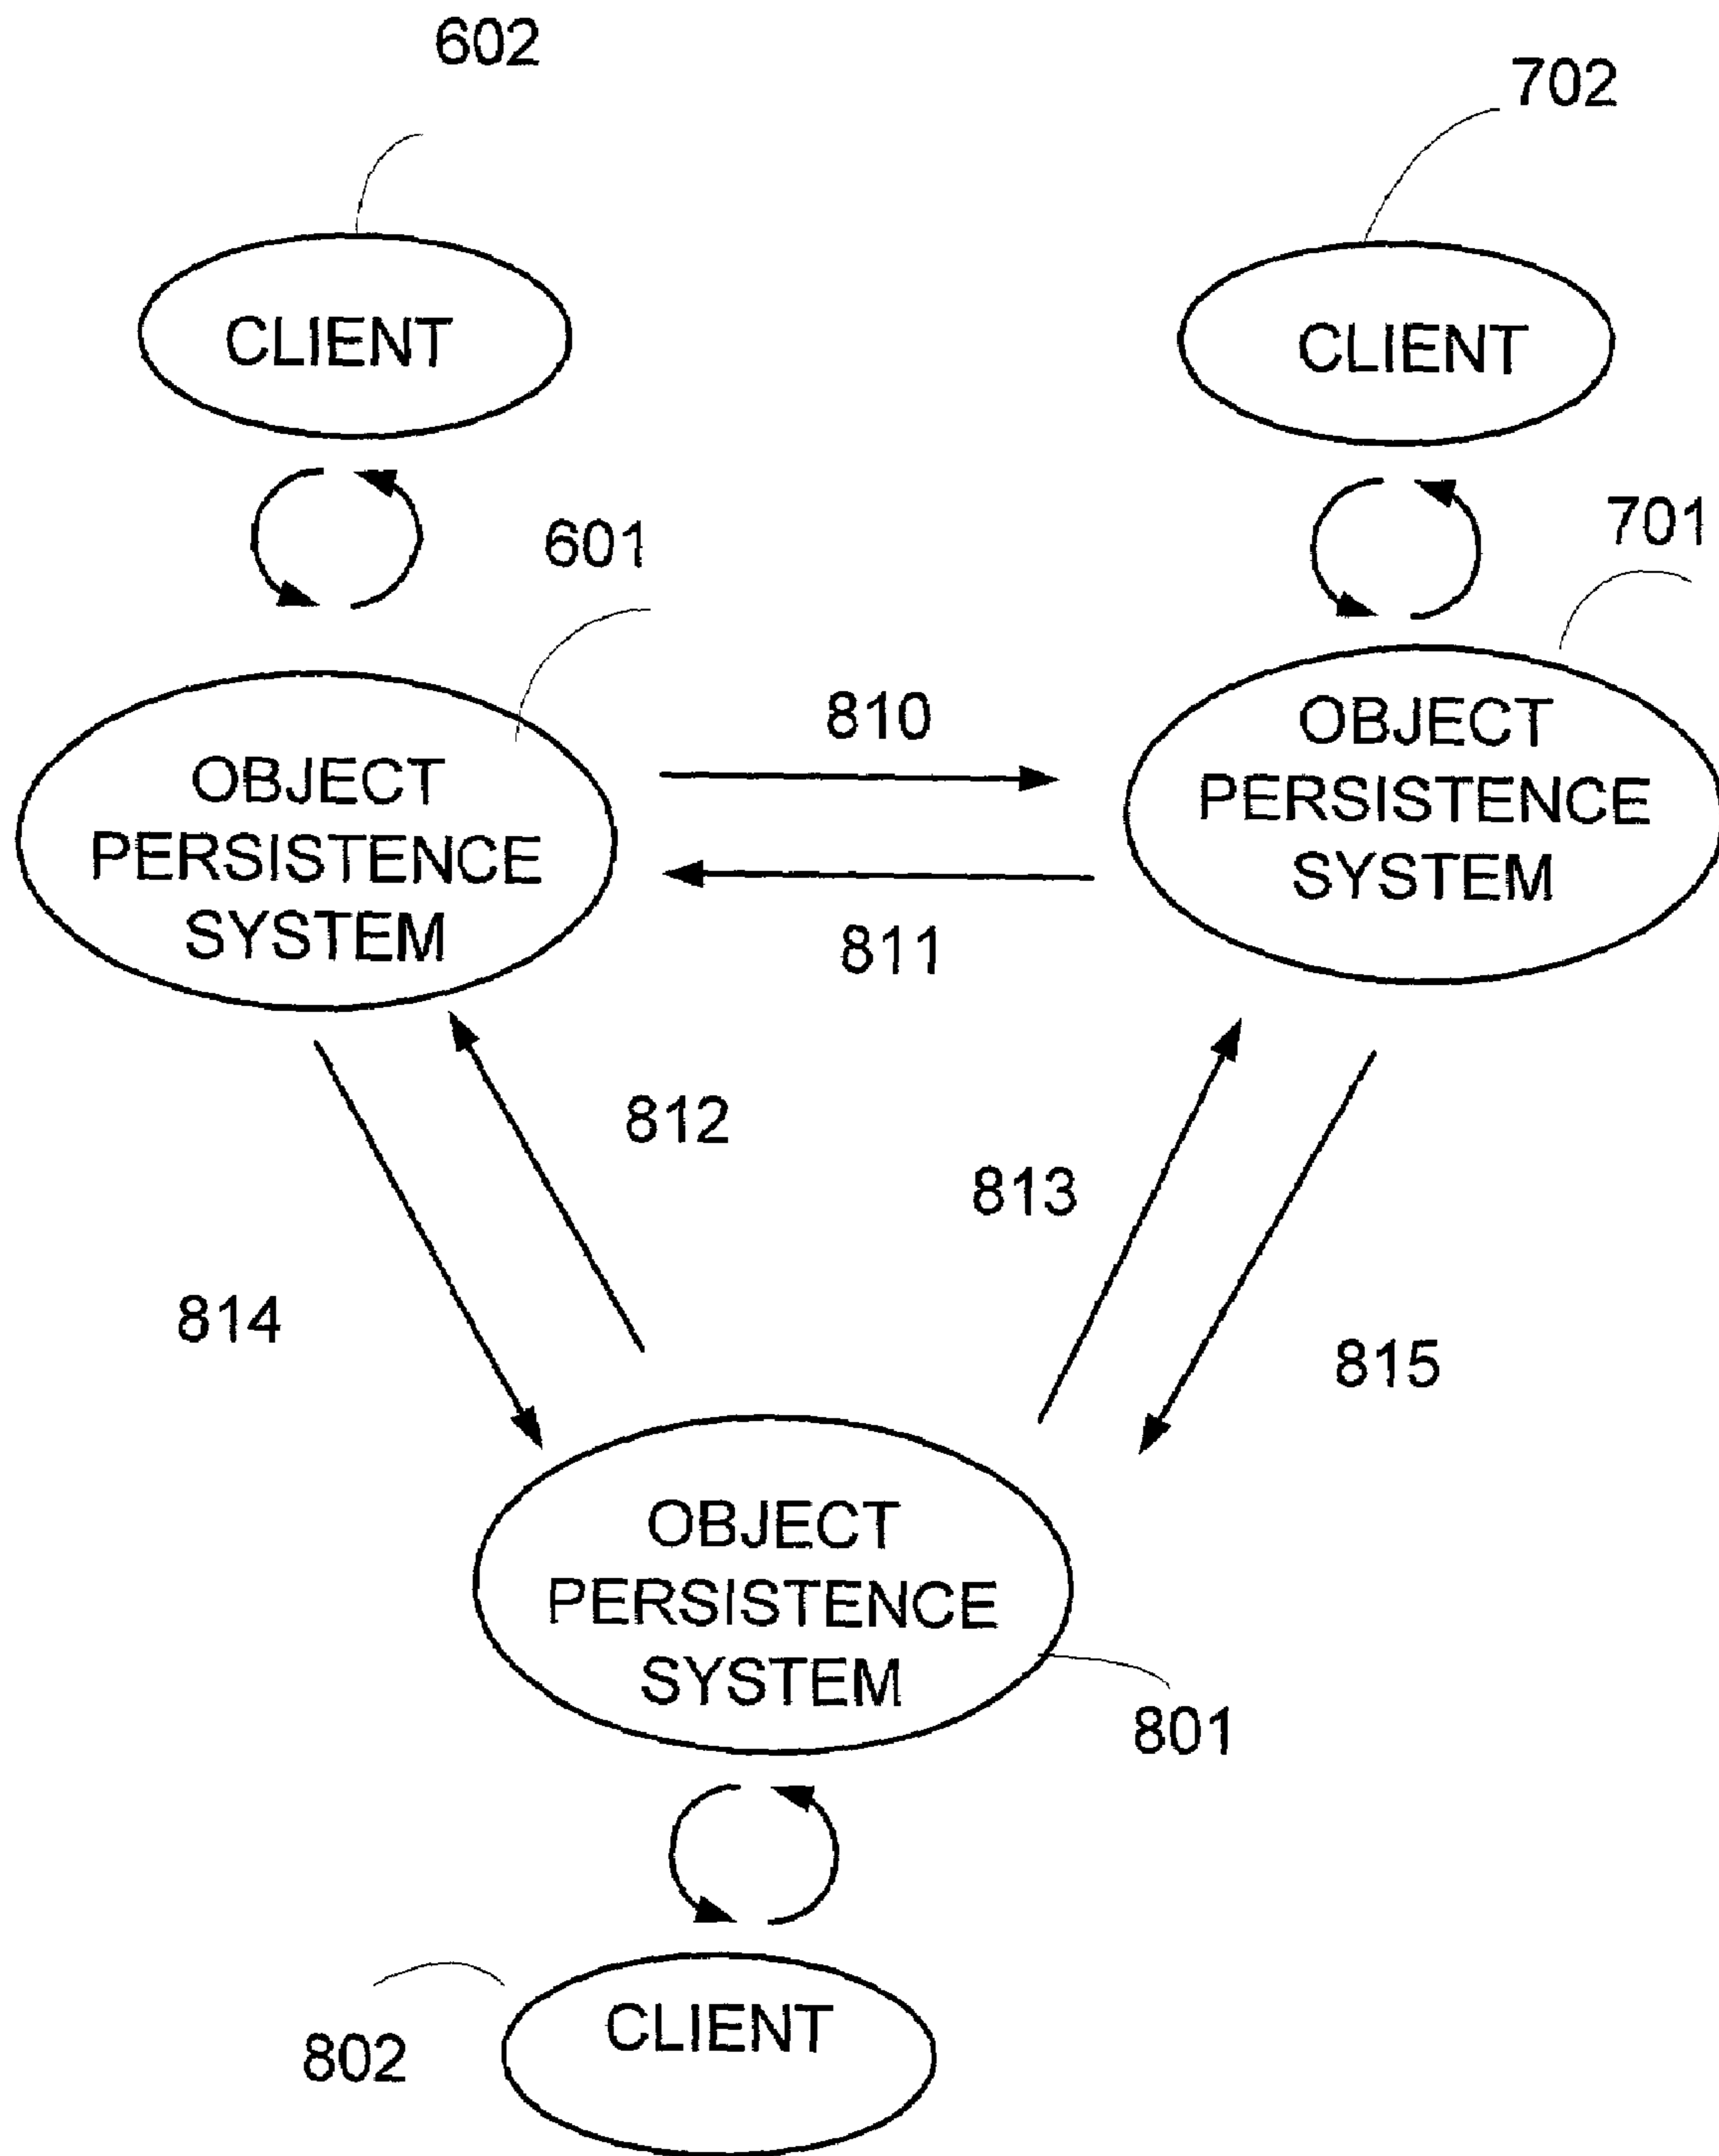 602
702
CLIENT
CLIENT
601
701
810
OBJECT
PERSISTENCE
SYSTEM
OBJECT
PERSISTENCE
SYSTEM
811
812
813
814
815
OBJECT
PERSISTENCE
SYSTEM
801
CLIENT
802